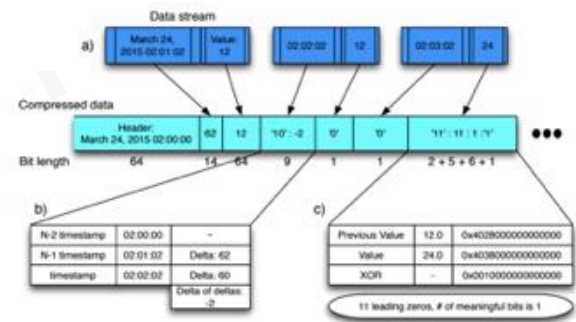 Data stream
a)
March 24,
2015 02:01:02
Value:
12
02:02:02
12
02:03:02
24
Compressed data
Header:
March 24, 2015 02:00:00
62
12
'10' : -2
'0'
'0'
'11' : 11 : 1 :'1'
Bit length
64
14
64
9
1
1
2 + 5 + 6 + 1
b)
N-2 timestamp
02:00:00
-
N-1 timestamp
02:01:02
Delta: 62
timestamp
02:02:02
Delta: 60
Delta of deltas:
-2
c)
Previous Value
12.0
0x4028000000000000
Value
24.0
0x4038000000000000
XOR
-
0x0010000000000000
11 leading zeros, # of meaningful bits is 1